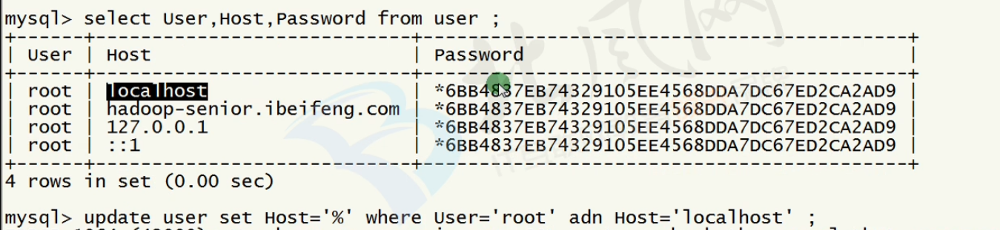 mysql> select User,Host,Password from user ;
+------+---------------------------+-------------------------------------------+
| User | Host | Password |
+------+---------------------------+-------------------------------------------+
| root | localhost | *6BB4837EB74329105EE4568DDA7DC67ED2CA2AD9 |
| root | hadoop-senior.ibeifeng.com | *6BB4837EB74329105EE4568DDA7DC67ED2CA2AD9 |
| root | 127.0.0.1 | *6BB4837EB74329105EE4568DDA7DC67ED2CA2AD9 |
| root | ::1 | *6BB4837EB74329105EE4568DDA7DC67ED2CA2AD9 |
+------+---------------------------+-------------------------------------------+
4 rows in set (0.00 sec)
mysql> update user set Host='%' where User='root' adn Host='localhost' ;